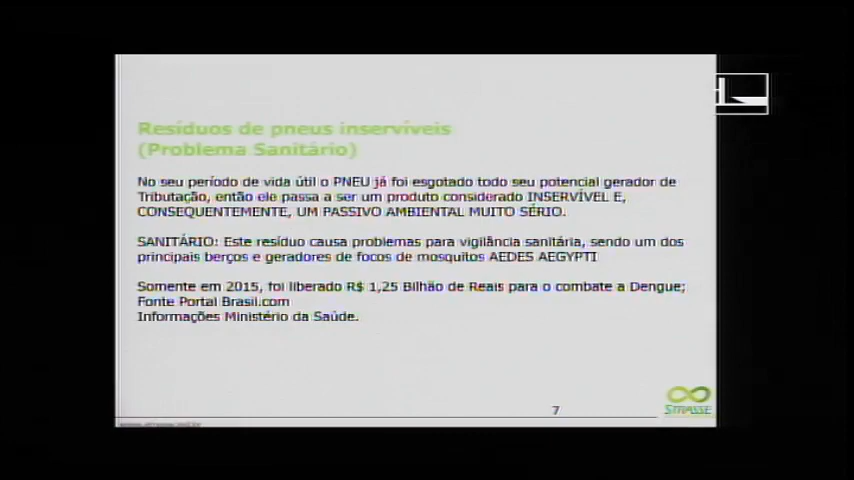 Resíduos de pneus inservíveis
(Problema Sanitário)
No seu período de vida útil o PNEU já foi esgotado todo seu potencial gerador de
Tributação, então ele passa a ser um produto considerado INSERVÍVEL E,
CONSEQUENTEMENTE, UM PASSIVO AMBIENTAL MUITO SÉRIO.
SANITÁRIO: Este resíduo causa problemas para vigilância sanitária, sendo um dos
principais berços e geradores de focos de mosquitos AEDES AEGYPTI
Somente em 2015, foi liberado R$ 1,25 Bilhão de Reais para o combate a Dengue;
Fonte Portal Brasil.com
Informações Ministério da Saúde.
7
STRASSE